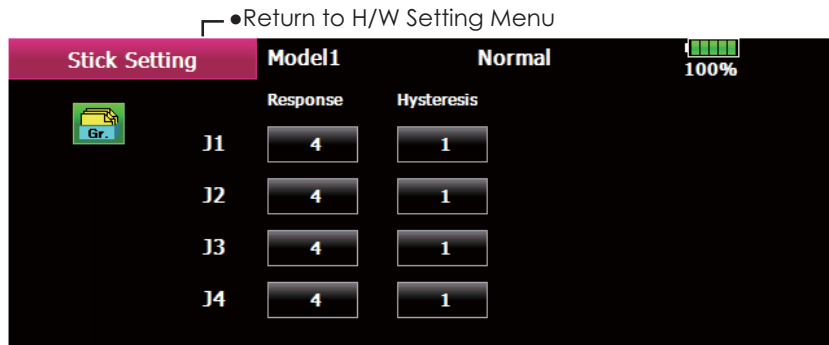 ●Return to H/W Setting Menu
Stick Setting Model1 Normal 100%
Response Hysteresis
Gr.
J1 4 1
J2 4 1
J3 4 1
J4 4 1